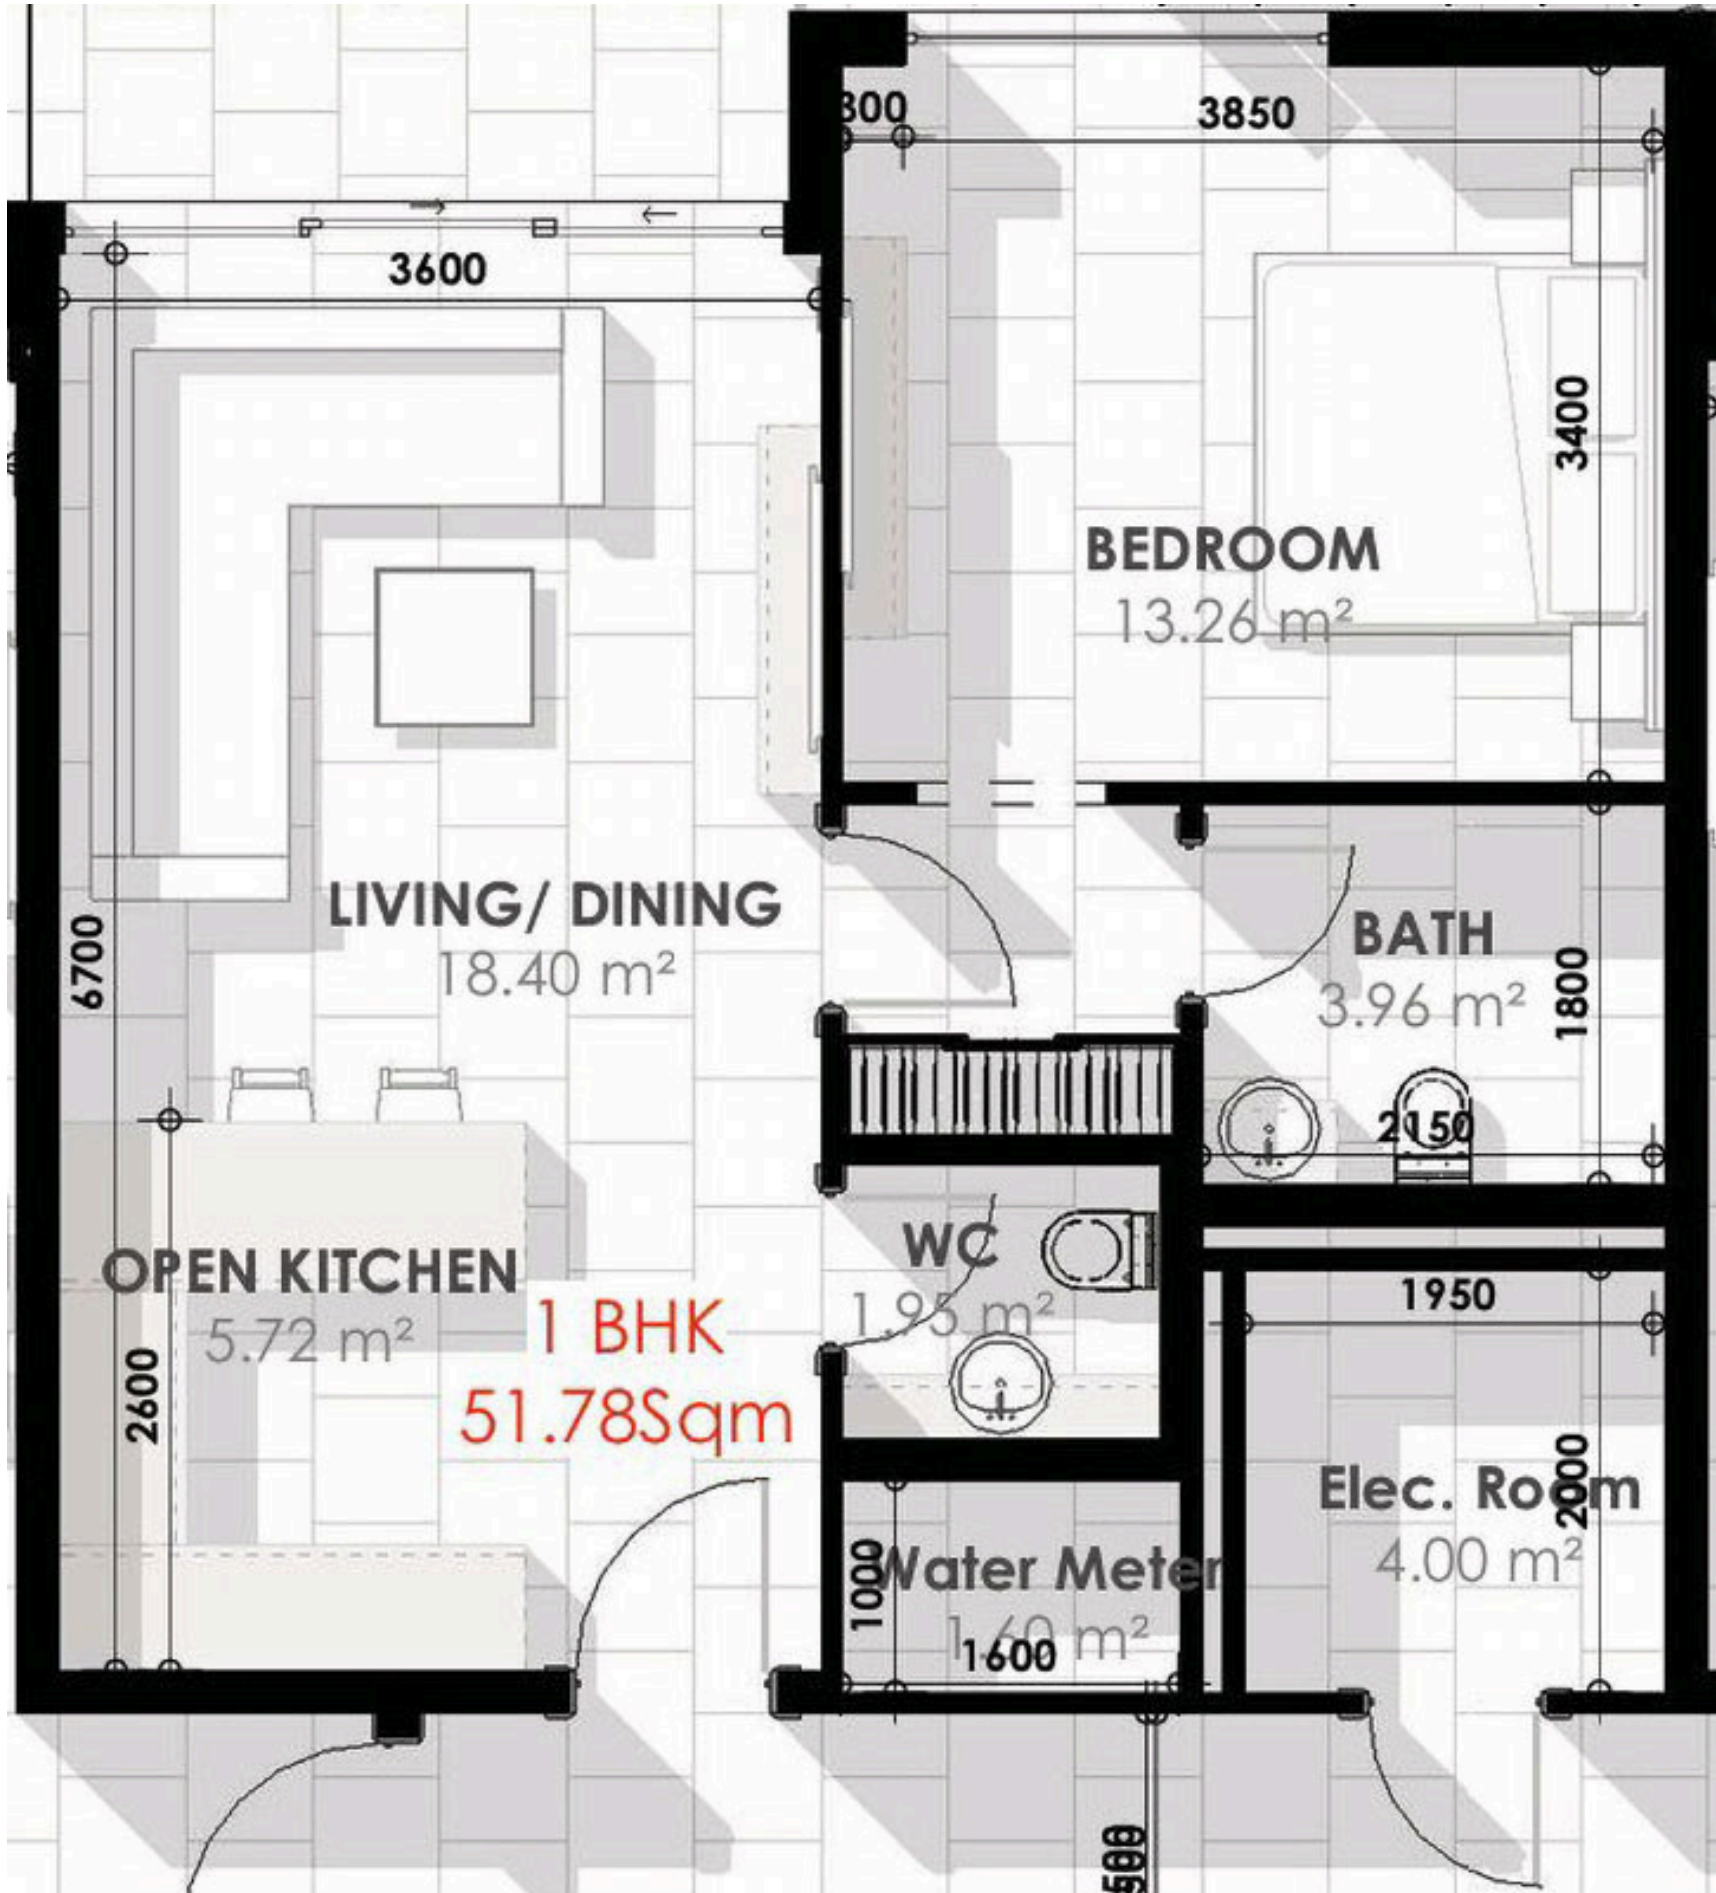 300
3850
3600
3400
BEDROOM
13.26 m²
LIVING/ DINING
18.40 m²
6700
BATH
3.96 m²
1800
2150
OPEN KITCHEN
5.72 m²
2600
1 BHK
51.78Sqm
WC
1.95 m²
1950
Elec. Room
4.00 m²
2000
Water Meter
1.60 m²
1000
1600